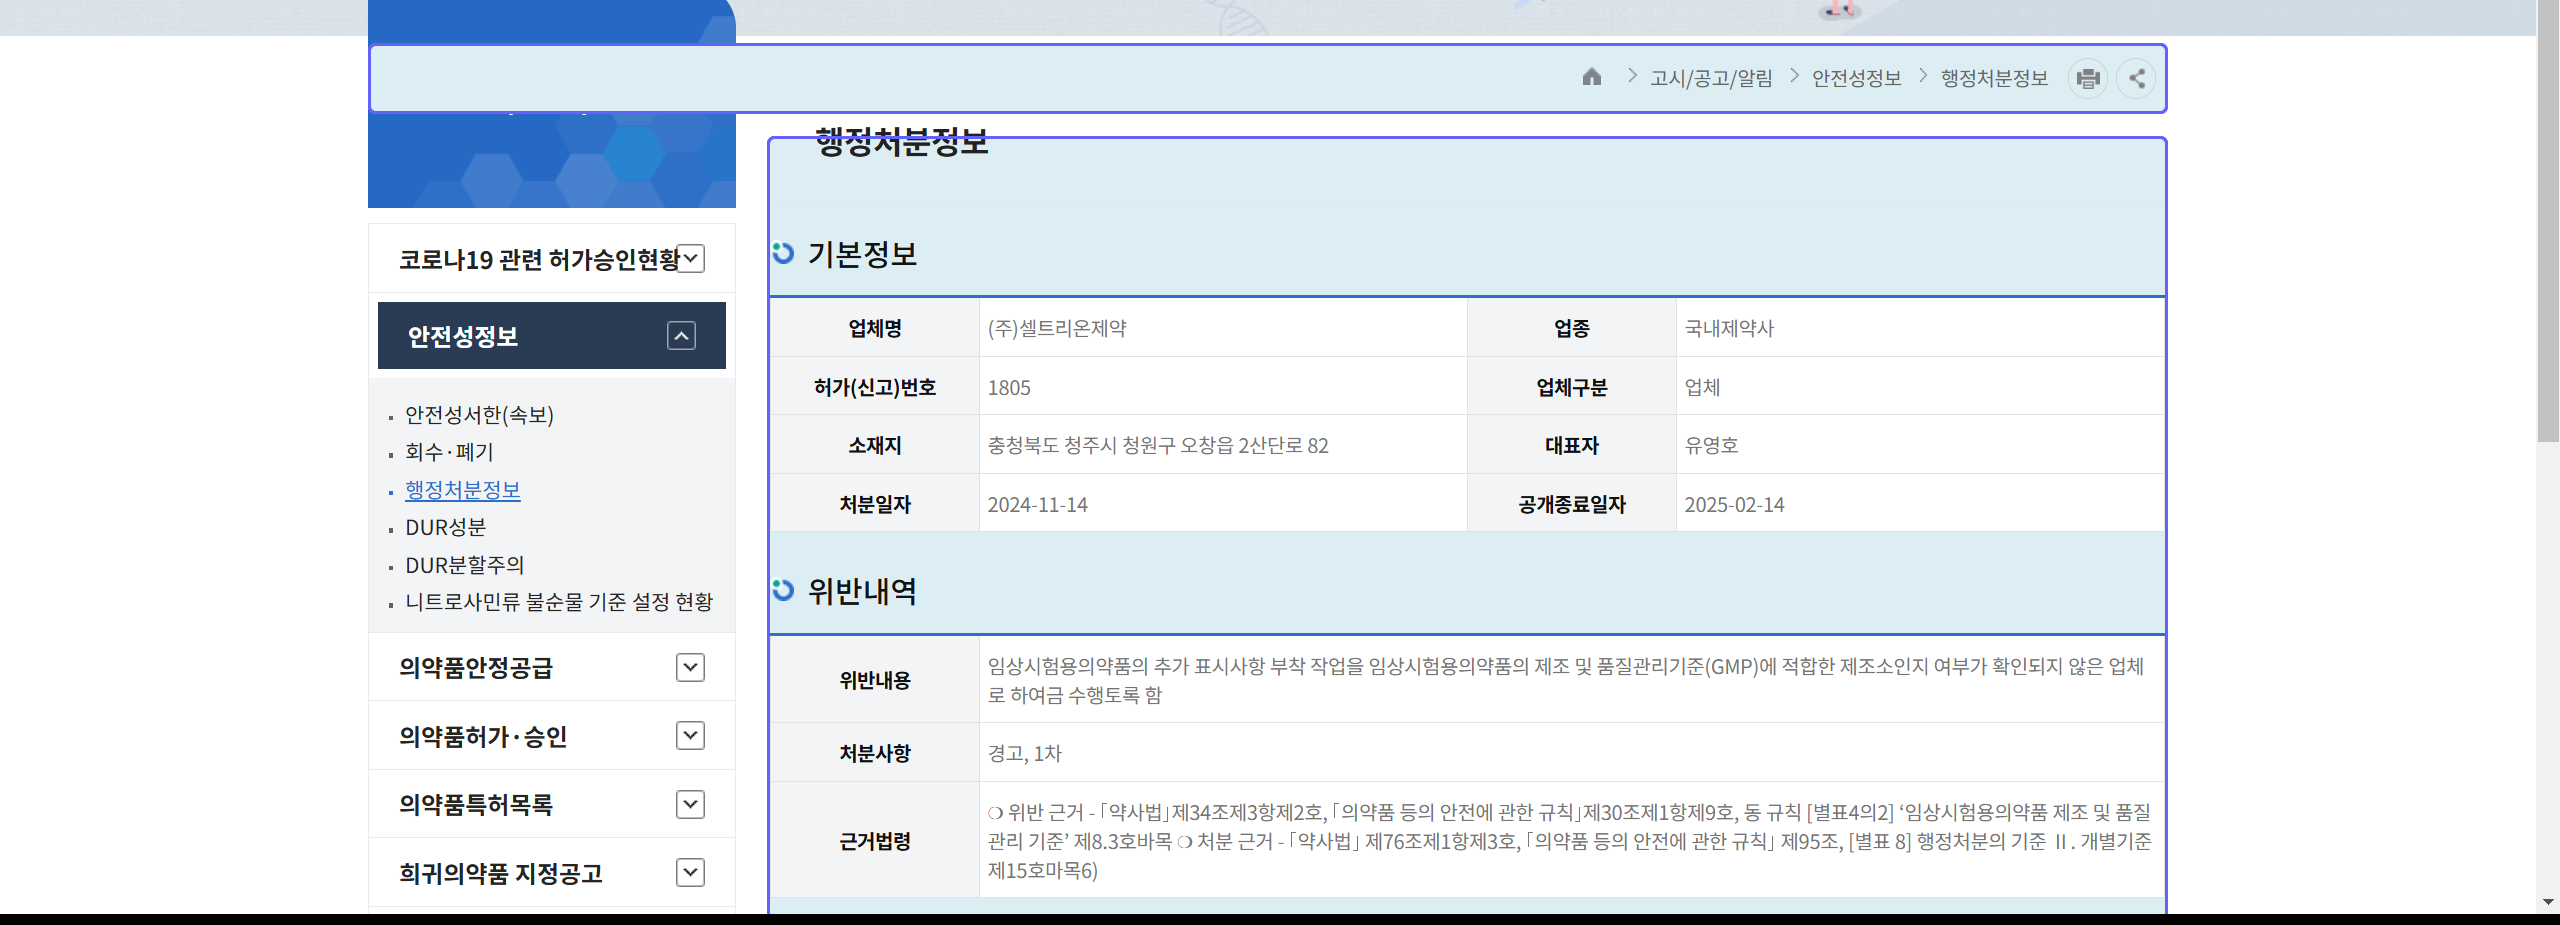 고시/공고/알림 > 안전성정보 > 행정처분정보
행정처분정보
코로나19 관련 허가승인현황
안전성정보
안전성서한(속보)
회수·폐기
행정처분정보
DUR성분
DUR분할주의
니트로사민류 불순물 기준 설정 현황
의약품안정공급
의약품허가·승인
의약품특허목록
희귀의약품 지정공고
기본정보
업체명 (주)셀트리온제약 업종 국내제약사
허가(신고)번호 1805 업체구분 업체
소재지 충청북도 청주시 청원구 오창읍 2산단로 82 대표자 유영호
처분일자 2024-11-14 공개종료일자 2025-02-14
위반내역
위반내용
임상시험용의약품의 추가 표시사항 부착 작업을 임상시험용의약품의 제조 및 품질관리기준(GMP)에 적합한 제조소인지 여부가 확인되지 않은 업체
로 하여금 수행토록 함
처분사항 경고, 1차
근거법령
❍ 위반 근거 - 「약사법」제34조제3항제2호, 「의약품 등의 안전에 관한 규칙」제30조제1항제9호, 동 규칙 [별표4의2] ‘임상시험용의약품 제조 및 품질
관리 기준’ 제8.3호바목 ❍ 처분 근거 - 「약사법」 제76조제1항제3호, 「의약품 등의 안전에 관한 규칙」 제95조, [별표 8] 행정처분의 기준 Ⅱ. 개별기준
제15호마목6)